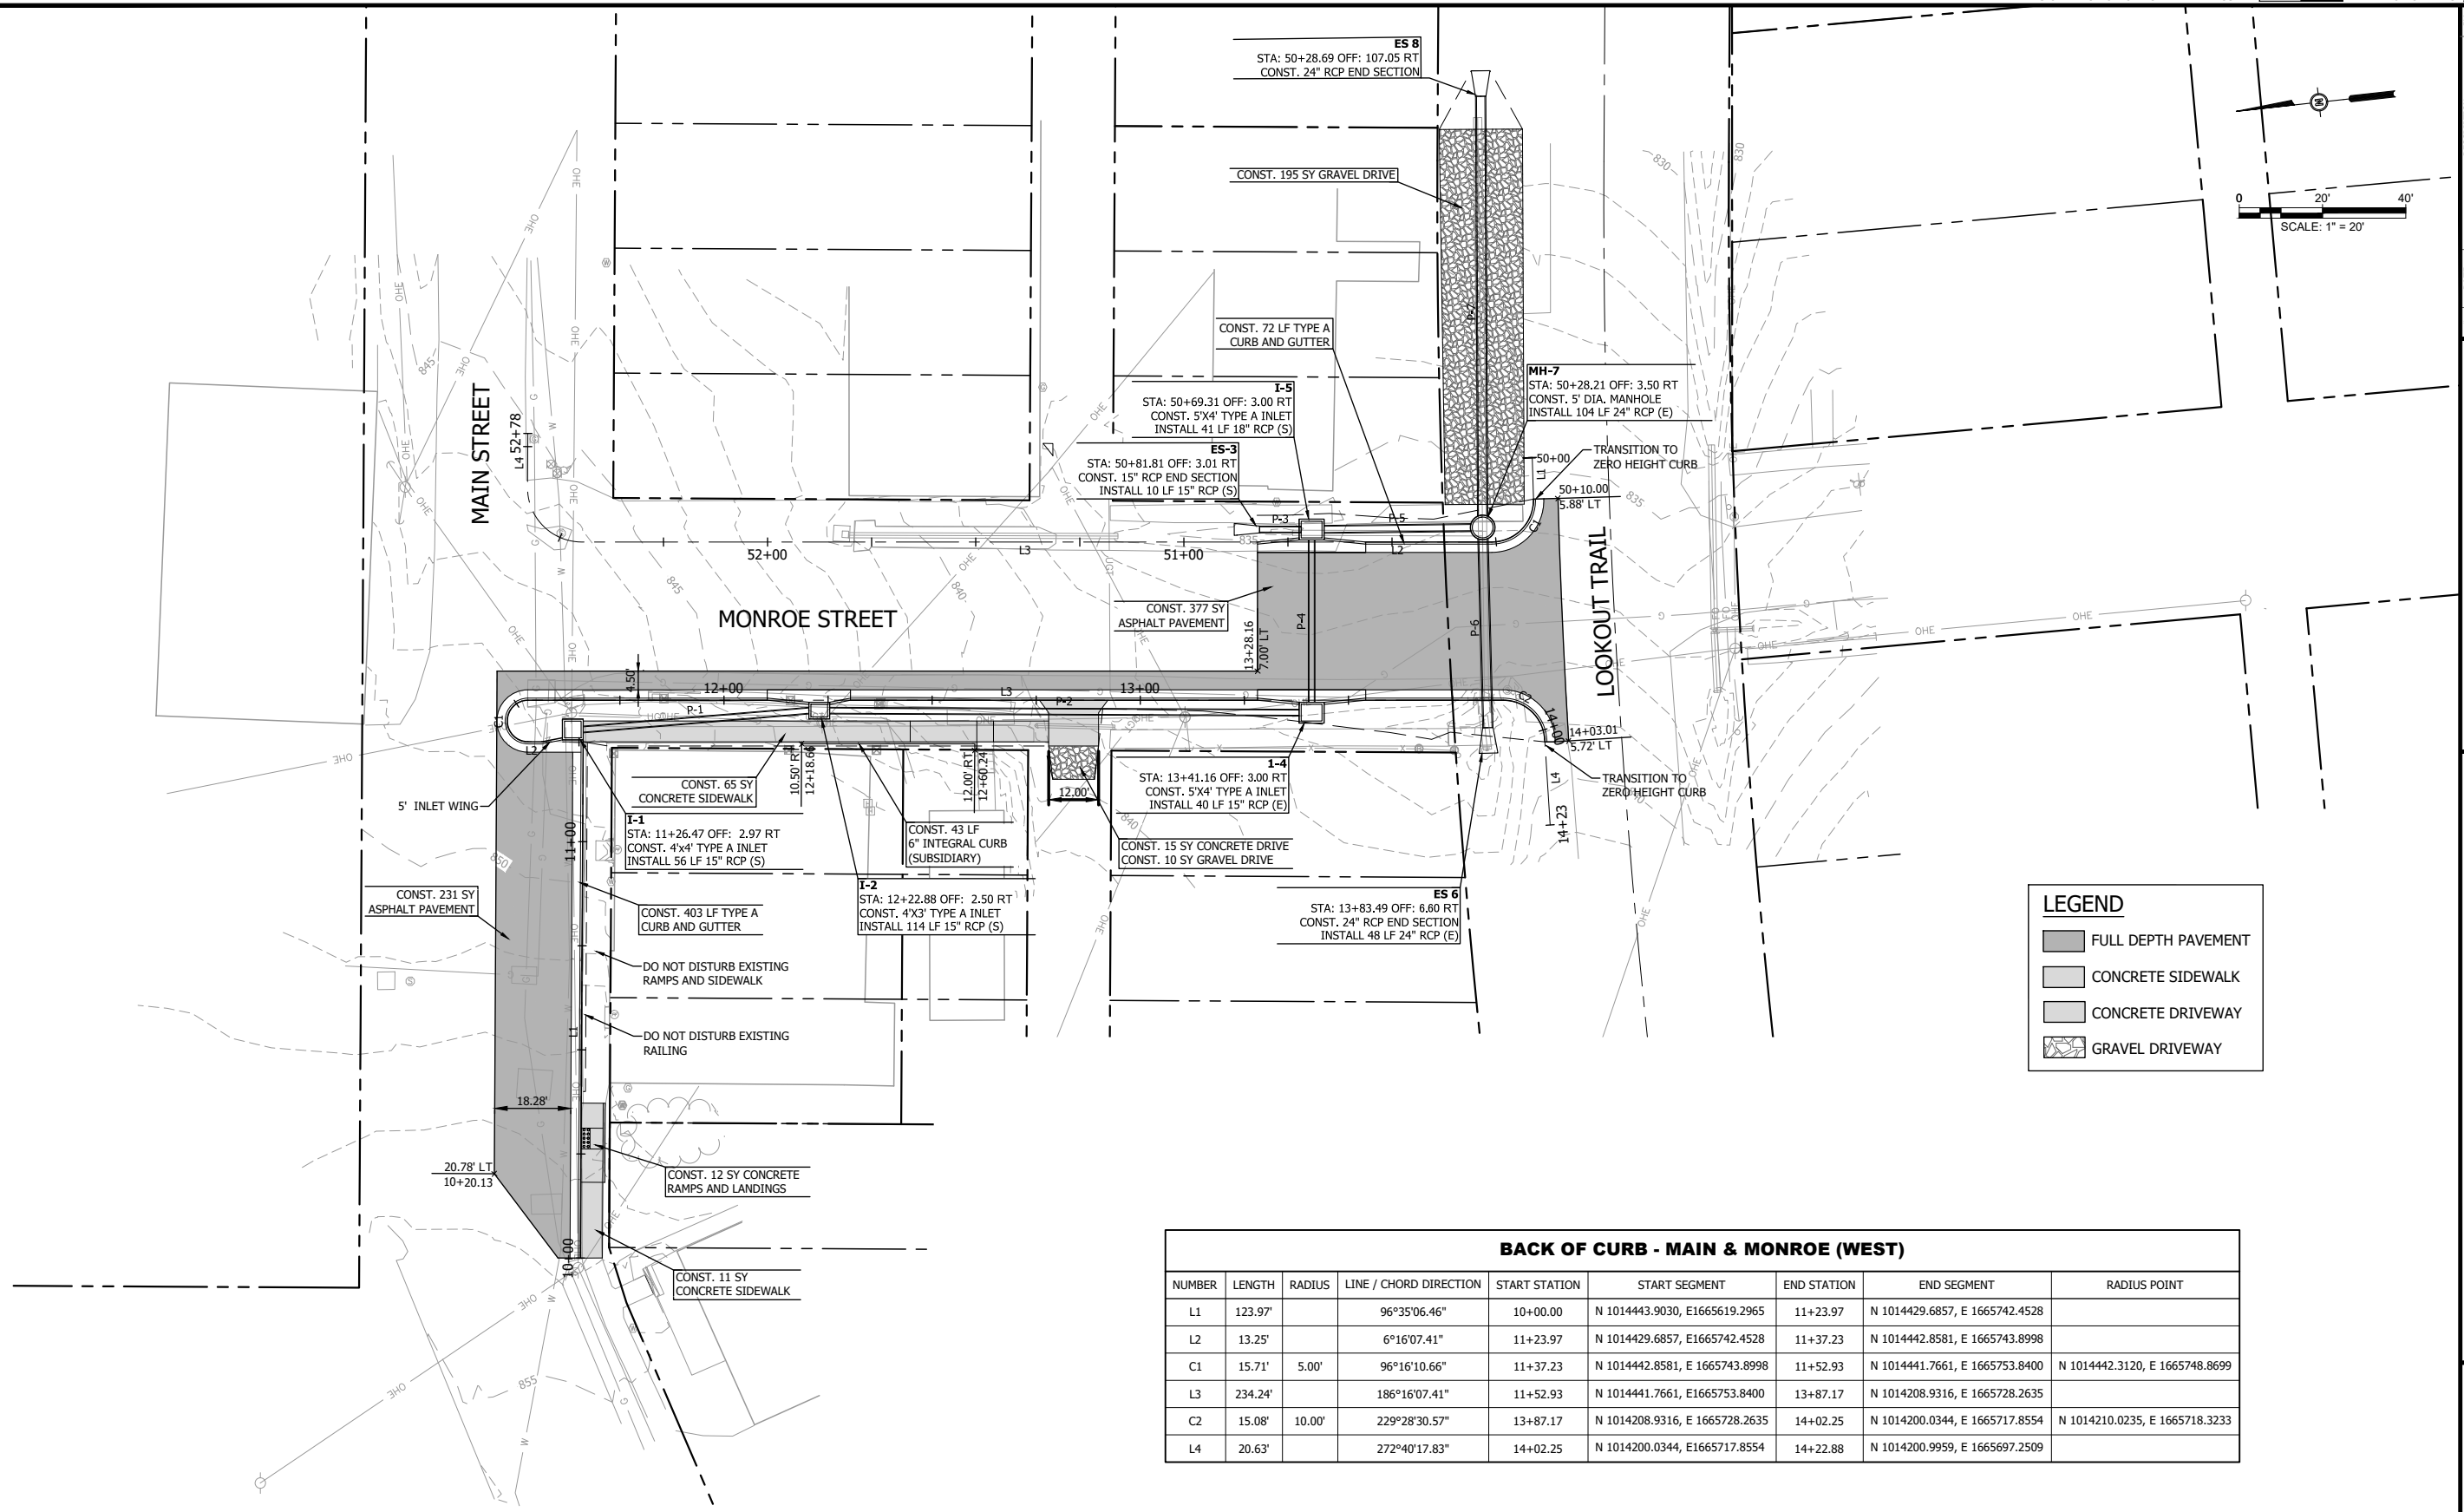 ES 8
STA: 50+28.69 OFF: 107.05 RT
CONST. 24" RCP END SECTION
CONST. 195 SY GRAVEL DRIVE
0 20' 40'
SCALE: 1" = 20'
830
830
CONST. 72 LF TYPE A
CURB AND GUTTER
I-5
STA: 50+69.31 OFF: 3.00 RT
CONST. 5'X4' TYPE A INLET
INSTALL 41 LF 18" RCP (S)
MH-7
STA: 50+28.21 OFF: 3.50 RT
CONST. 5' DIA. MANHOLE
INSTALL 104 LF 24" RCP (E)
ES-3
STA: 50+81.81 OFF: 3.01 RT
CONST. 15" RCP END SECTION
INSTALL 10 LF 15" RCP (S)
TRANSITION TO
ZERO HEIGHT CURB
50+00
L1
50+10.00
5.88' LT
835
MAIN STREET
L4 52+78
845
52+00
L3
51+00
835
P-3
P-5
L2
C1
MONROE STREET
845
840
CONST. 377 SY
ASPHALT PAVEMENT
13+28.16
7.00' LT
P-4
P-6
LOOKOUT TRAIL
4.50'
12+00
L3
13+00
P-1
P-2
C1
L2
C2
14+00
14+03.01
5.72' LT
L4
14+23
TRANSITION TO
ZERO HEIGHT CURB
5' INLET WING
CONST. 65 SY
CONCRETE SIDEWALK
10.50' RT
12+18.66
12.00' RT
12+60.24
12.00'
1-4
STA: 13+41.16 OFF: 3.00 RT
CONST. 5'X4' TYPE A INLET
INSTALL 40 LF 15" RCP (E)
I-1
STA: 11+26.47 OFF: 2.97 RT
CONST. 4'x4' TYPE A INLET
INSTALL 56 LF 15" RCP (S)
CONST. 43 LF
6" INTEGRAL CURB
(SUBSIDIARY)
CONST. 15 SY CONCRETE DRIVE
CONST. 10 SY GRAVEL DRIVE
840
850
11+00
CONST. 231 SY
ASPHALT PAVEMENT
CONST. 403 LF TYPE A
CURB AND GUTTER
I-2
STA: 12+22.88 OFF: 2.50 RT
CONST. 4'X3' TYPE A INLET
INSTALL 114 LF 15" RCP (S)
ES 6
STA: 13+83.49 OFF: 6.60 RT
CONST. 24" RCP END SECTION
INSTALL 48 LF 24" RCP (E)
DO NOT DISTURB EXISTING
RAMPS AND SIDEWALK
L1
DO NOT DISTURB EXISTING
RAILING
LEGEND
FULL DEPTH PAVEMENT
CONCRETE SIDEWALK
CONCRETE DRIVEWAY
GRAVEL DRIVEWAY
18.28'
20.78' LT
10+20.13
CONST. 12 SY CONCRETE
RAMPS AND LANDINGS
10+00
CONST. 11 SY
CONCRETE SIDEWALK
855
BACK OF CURB - MAIN & MONROE (WEST)
NUMBER LENGTH RADIUS LINE / CHORD DIRECTION START STATION START SEGMENT END STATION END SEGMENT RADIUS POINT
L1 123.97' 96°35'06.46" 10+00.00 N 1014443.9030, E1665619.2965 11+23.97 N 1014429.6857, E 1665742.4528
L2 13.25' 6°16'07.41" 11+23.97 N 1014429.6857, E1665742.4528 11+37.23 N 1014442.8581, E 1665743.8998
C1 15.71' 5.00' 96°16'10.66" 11+37.23 N 1014442.8581, E 1665743.8998 11+52.93 N 1014441.7661, E 1665753.8400 N 1014442.3120, E 1665748.8699
L3 234.24' 186°16'07.41" 11+52.93 N 1014441.7661, E1665753.8400 13+87.17 N 1014208.9316, E 1665728.2635
C2 15.08' 10.00' 229°28'30.57" 13+87.17 N 1014208.9316, E 1665728.2635 14+02.25 N 1014200.0344, E 1665717.8554 N 1014210.0235, E 1665718.3233
L4 20.63' 272°40'17.83" 14+02.25 N 1014200.0344, E1665717.8554 14+22.88 N 1014200.9959, E 1665697.2509